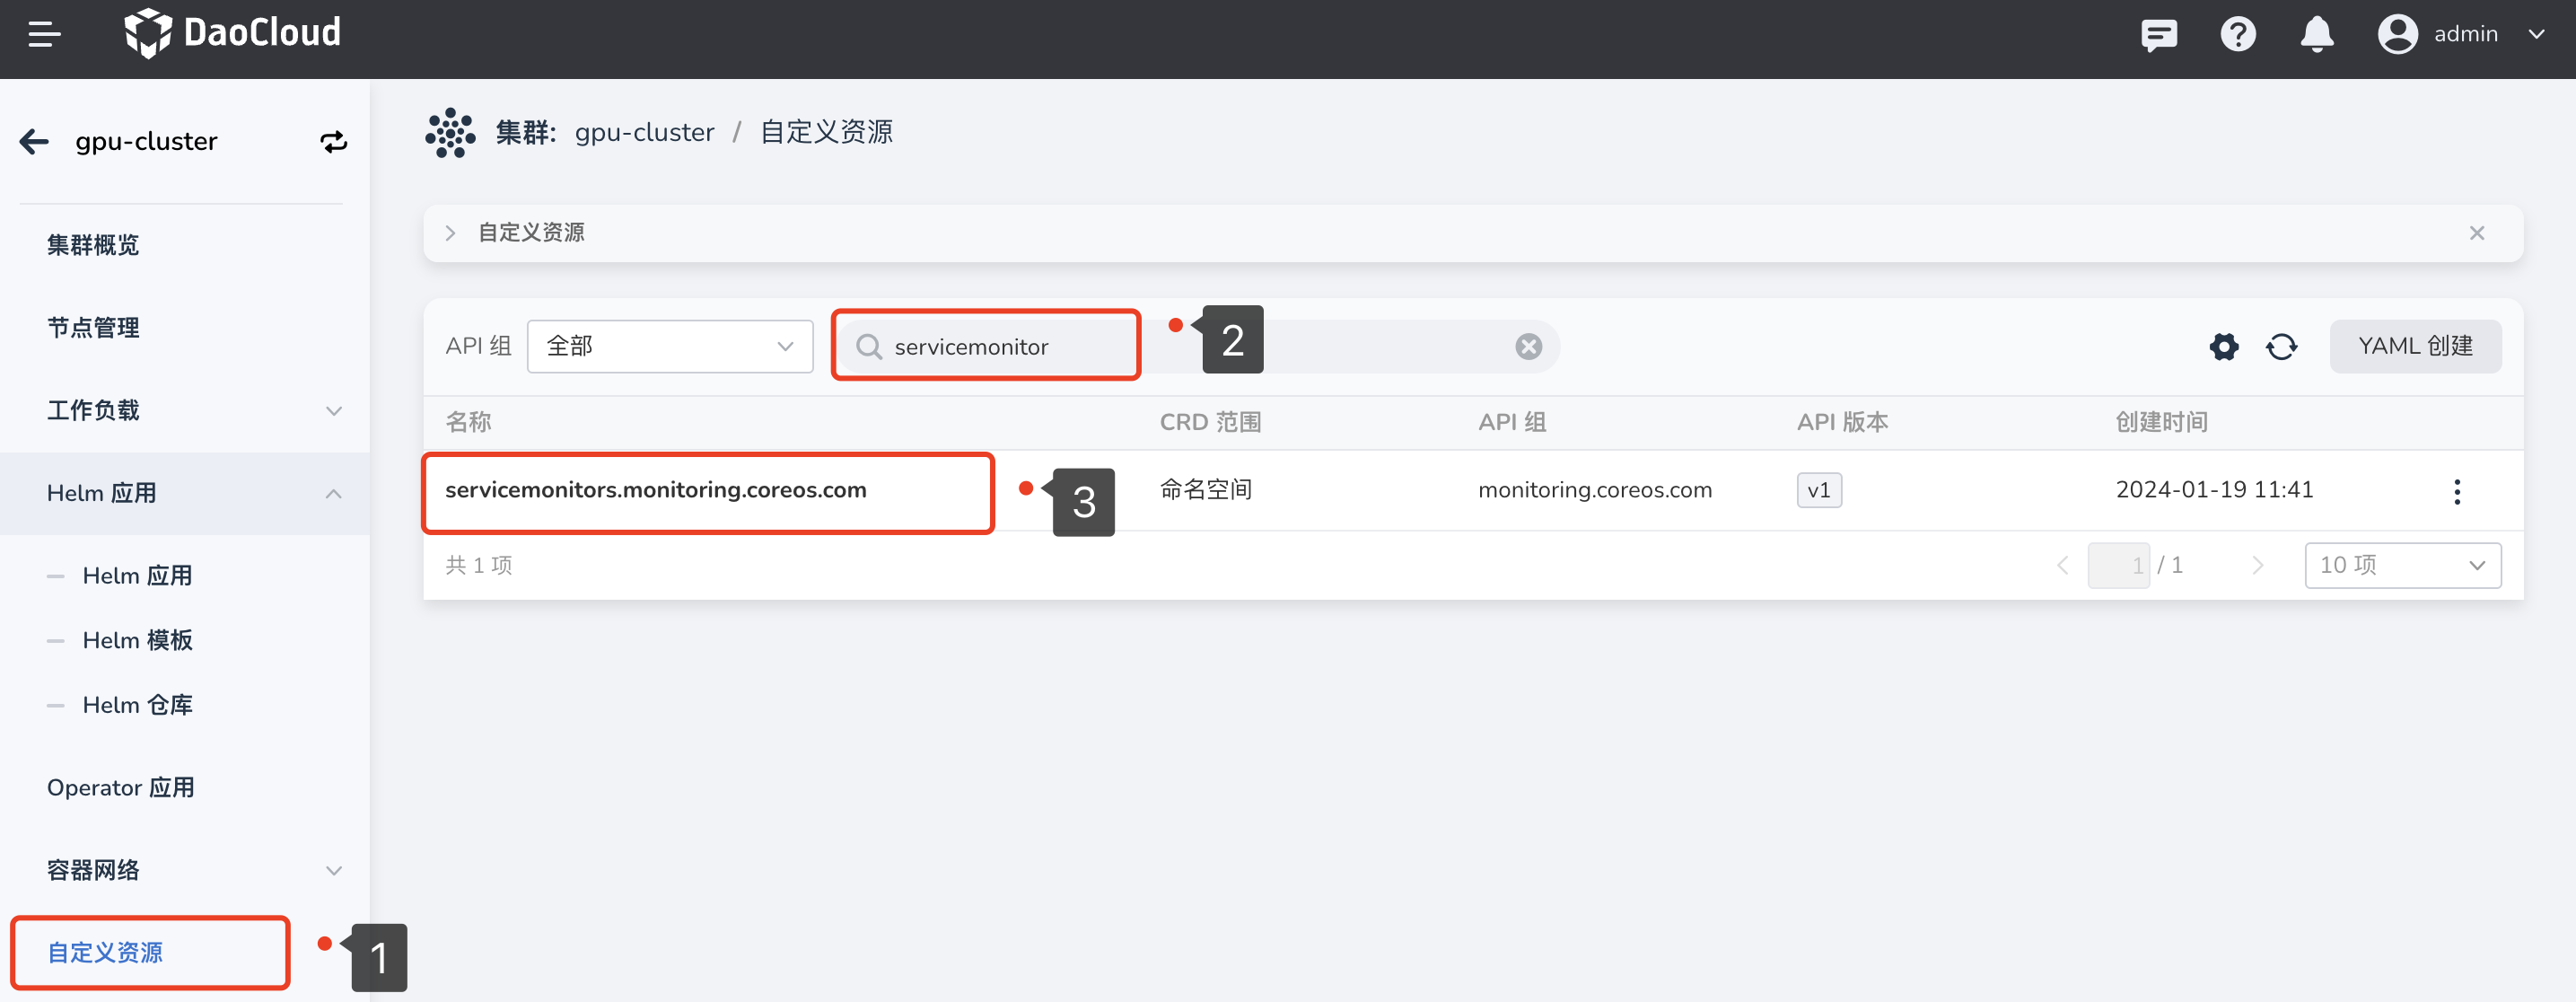 DaoCloud
admin
gpu-cluster
集群概览
节点管理
工作负载
Helm 应用
Helm 应用
Helm 模板
Helm 仓库
Operator 应用
容器网络
自定义资源
1
集群: gpu-cluster / 自定义资源
自定义资源
API 组 全部 servicemonitor 2 YAML 创建
名称 CRD 范围 API 组 API 版本 创建时间
servicemonitors.monitoring.coreos.com 3 命名空间 monitoring.coreos.com v1 2024-01-19 11:41
共 1 项 1 / 1 10 项